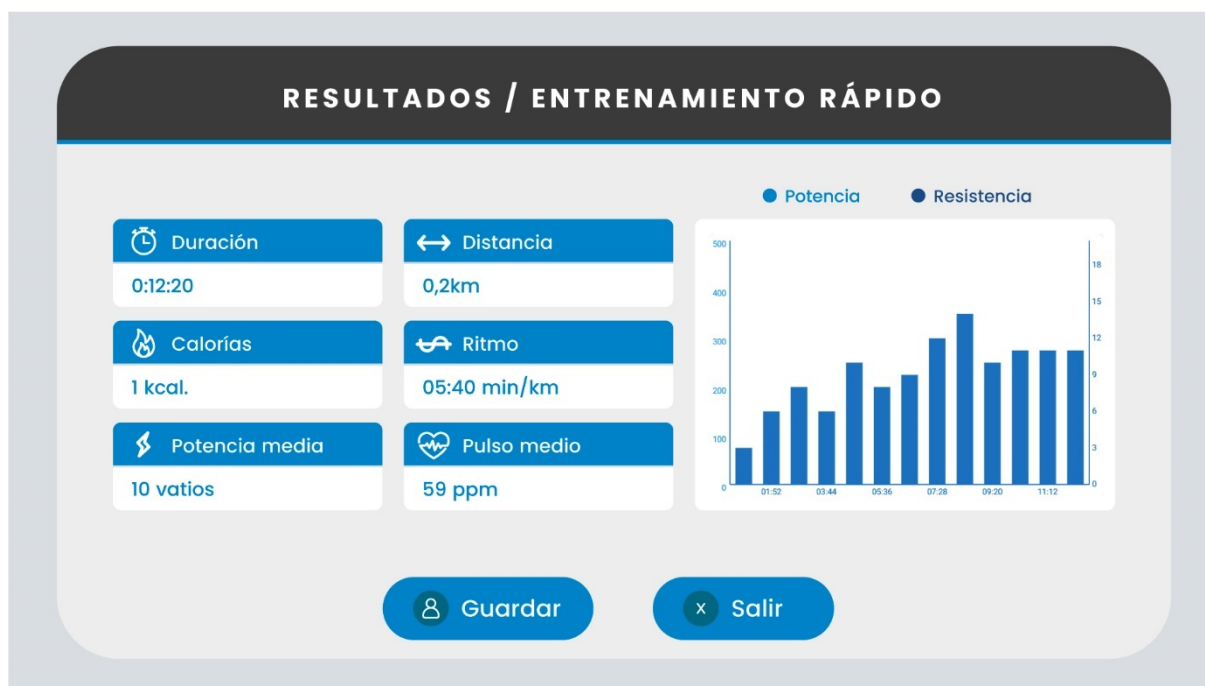 RESULTADOS / ENTRENAMIENTO RÁPIDO
Potencia
Resistencia
Duración
0:12:20
Distancia
0,2km
Calorías
1 kcal.
Ritmo
05:40 min/km
Potencia media
10 vatios
Pulso medio
59 ppm
500
400
300
200
100
0
18
15
12
9
6
3
0
01:52 03:44 05:36 07:28 09:20 11:12
Guardar
x Salir